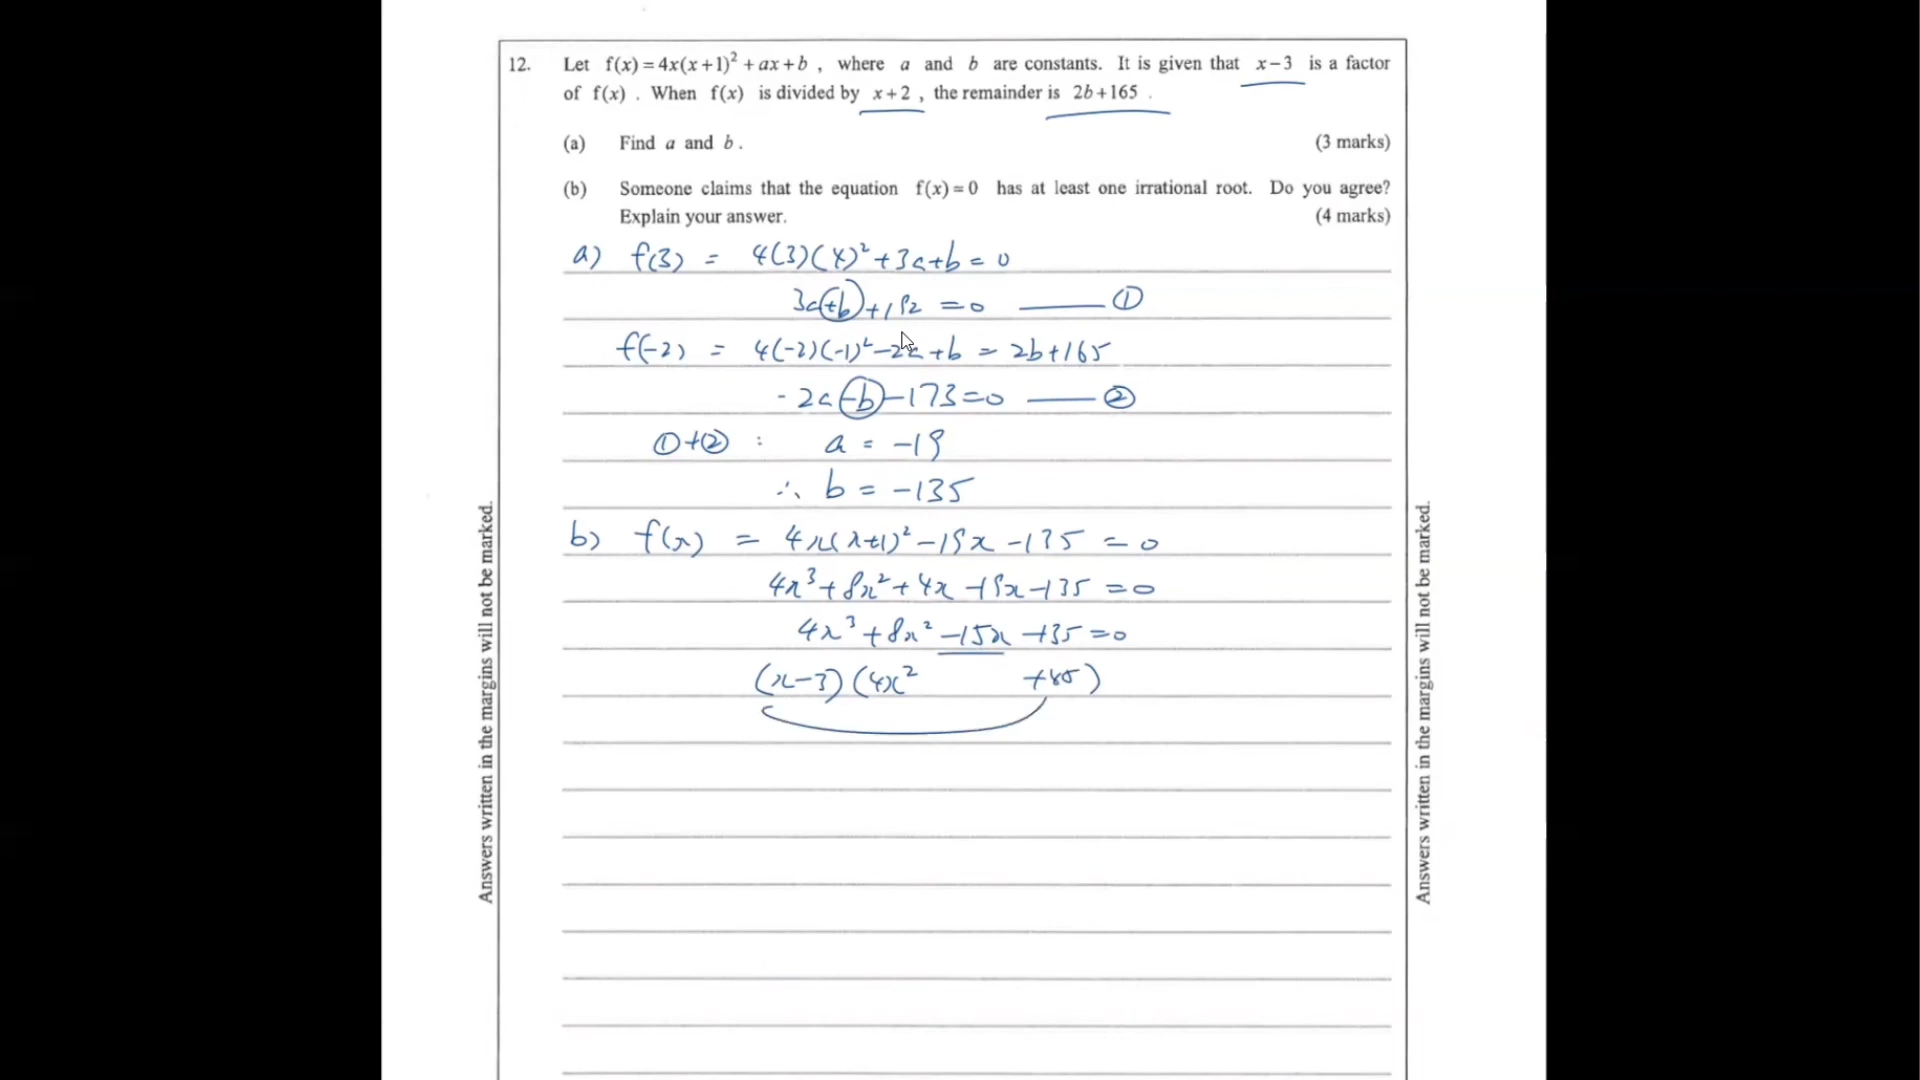 12. Let f(x)=4x(x+1)²+ax+b , where a and b are constants. It is given that x−3 is a factor
of f(x) . When f(x) is divided by x+2 , the remainder is 2b+165 .
(a) Find a and b . (3 marks)
(b) Someone claims that the equation f(x)=0 has at least one irrational root. Do you agree?
Explain your answer. (4 marks)
a) f(3) = 4(3)(4)²+3a+b=0
3a+b+192=0 —— ①
f(-2) = 4(-2)(-1)²-2a+b = 2b+165
-2a-b-173=0 —— ②
①+② : a = -19
∴ b = -135
b) f(x) = 4x(x+1)²-19x-135 = 0
4x³+8x²+4x-19x-135=0
4x³+8x²-15x-135=0
(x-3)(4x² +45)
Answers written in the margins will not be marked.
Answers written in the margins will not be marked.